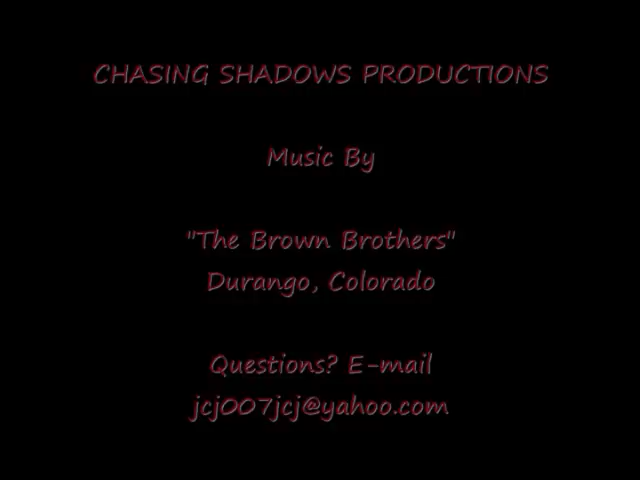 CHASING SHADOWS PRODUCTIONS
Music By
"The Brown Brothers"
Durango, Colorado
Questions? E-mail
jcj007jcj@yahoo.com